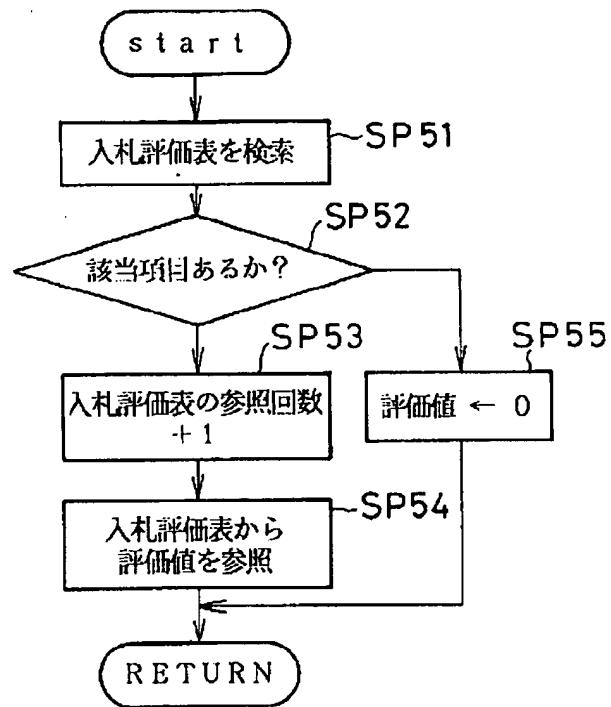 start
入札評価表を検索
SP51
該当項目あるか?
SP52
入札評価表の参照回数
+1
SP53
評価値 ← 0
SP55
入札評価表から
評価値を参照
SP54
RETURN